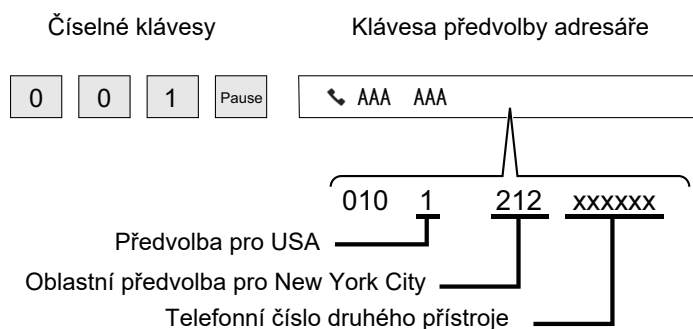 Číselné klávesy Klávesa předvolby adresáře
0 0 1 Pause AAA AAA
010 1 212 xxxxxx
Předvolba pro USA
Oblastní předvolba pro New York City
Telefonní číslo druhého přístroje